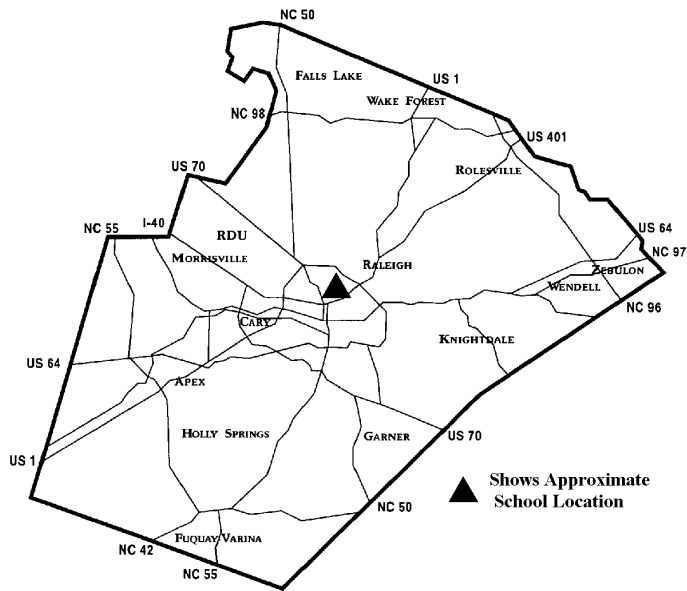 NC 50
FALLS LAKE
US 1
WAKE FOREST
NC 98
US 401
US 70
ROLESVILLE
I-40
NC 55
RDU
US 64
MORRISVILLE
RALEIGH
NC 97
ZEBULON
WENDELL
NC 96
CARY
KNIGHTDALE
US 64
APEX
HOLLY SPRINGS
GARNER
US 70
US 1
Shows Approximate
School Location
NC 50
FUQUAY VARINA
NC 42
NC 55